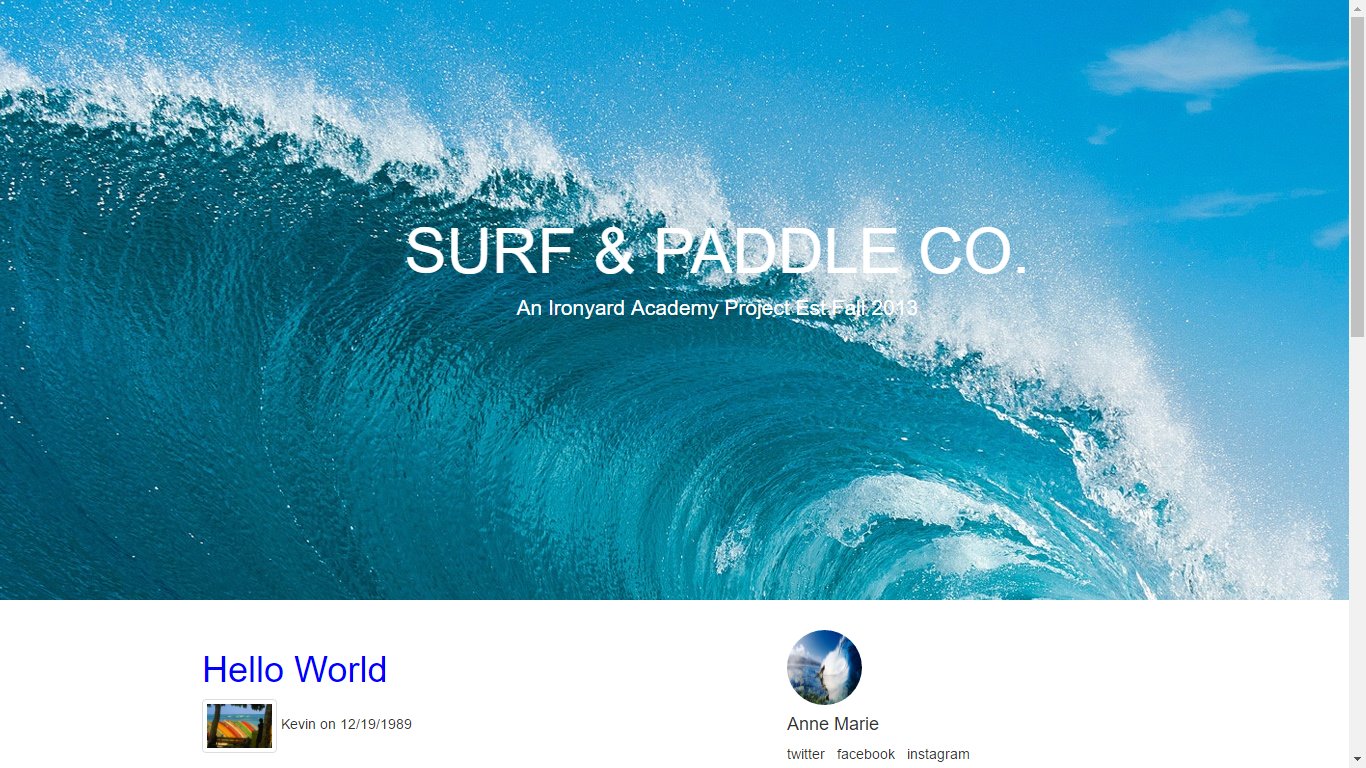 SURF & PADDLE CO.
An Ironyard Academy Project Est.Fall 2013
Hello World
Kevin on 12/19/1989
Anne Marie
twitter facebook instagram